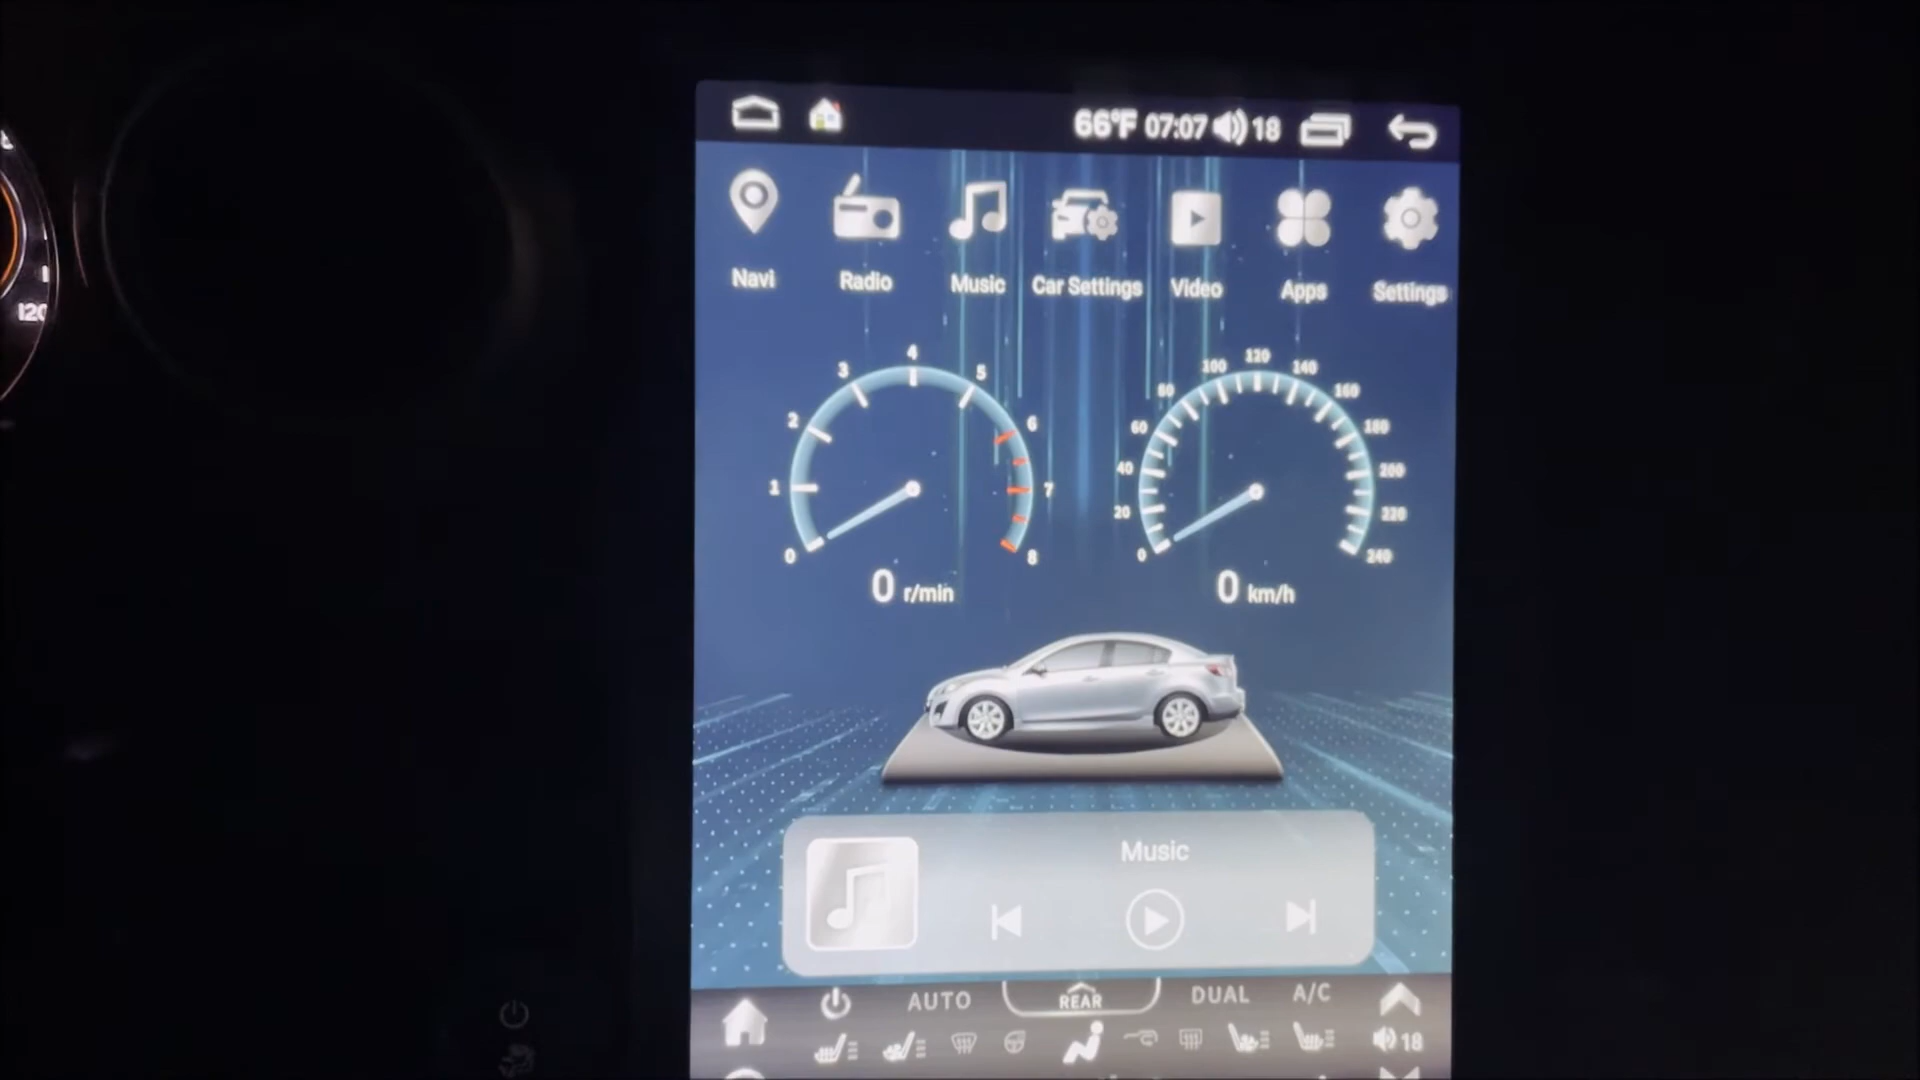 66°F 07:07 18
Navi Radio Music Car Settings Video Apps Settings
0 1 2 3 4 5 6 7 8
0 20 40 60 80 100 120 140 160 180 200 220 240
0 r/min
0 km/h
120
Music
AUTO REAR DUAL A/C
18